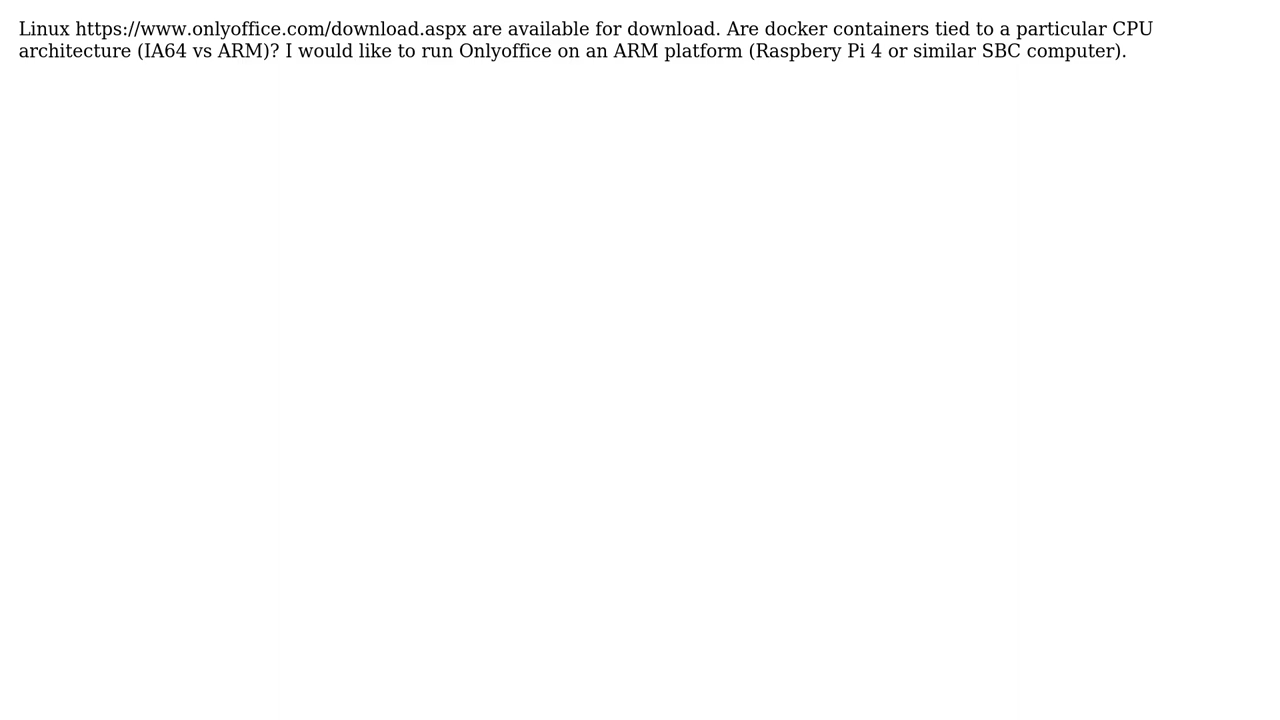 Linux https://www.onlyoffice.com/download.aspx are available for download. Are docker containers tied to a particular CPU
architecture (IA64 vs ARM)? I would like to run Onlyoffice on an ARM platform (Raspbery Pi 4 or similar SBC computer).